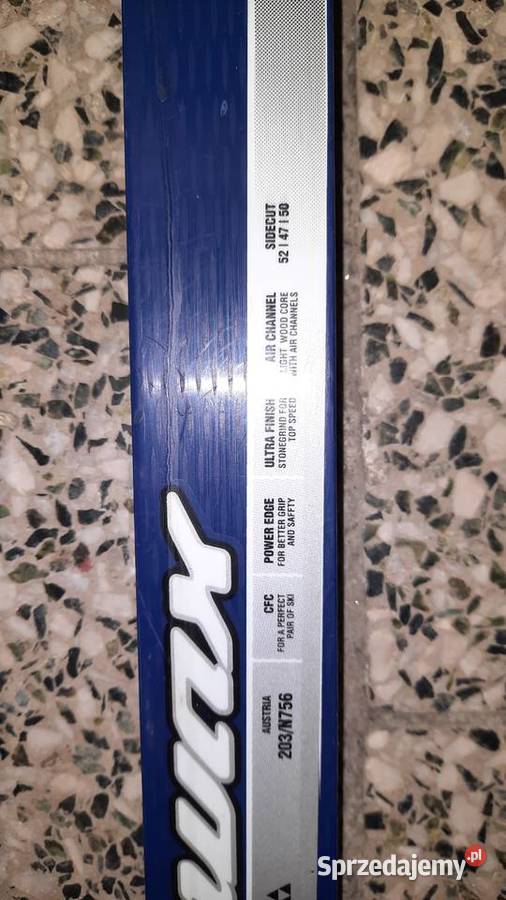 AUSTRIA
203/N756
CFC
FOR A PERFECT
PAIR OF SKI
POWER EDGE
FOR BETTER GRIP
AND SAFFTY
ULTRA FINISH
STONEGRIND FOR
TOP SPEED
AIR CHANNEL
LIGHT WOOD CORE
WITH AIR CHANNELS
SIDECUT
52 | 47 | 50
Sprzedajemy.pl